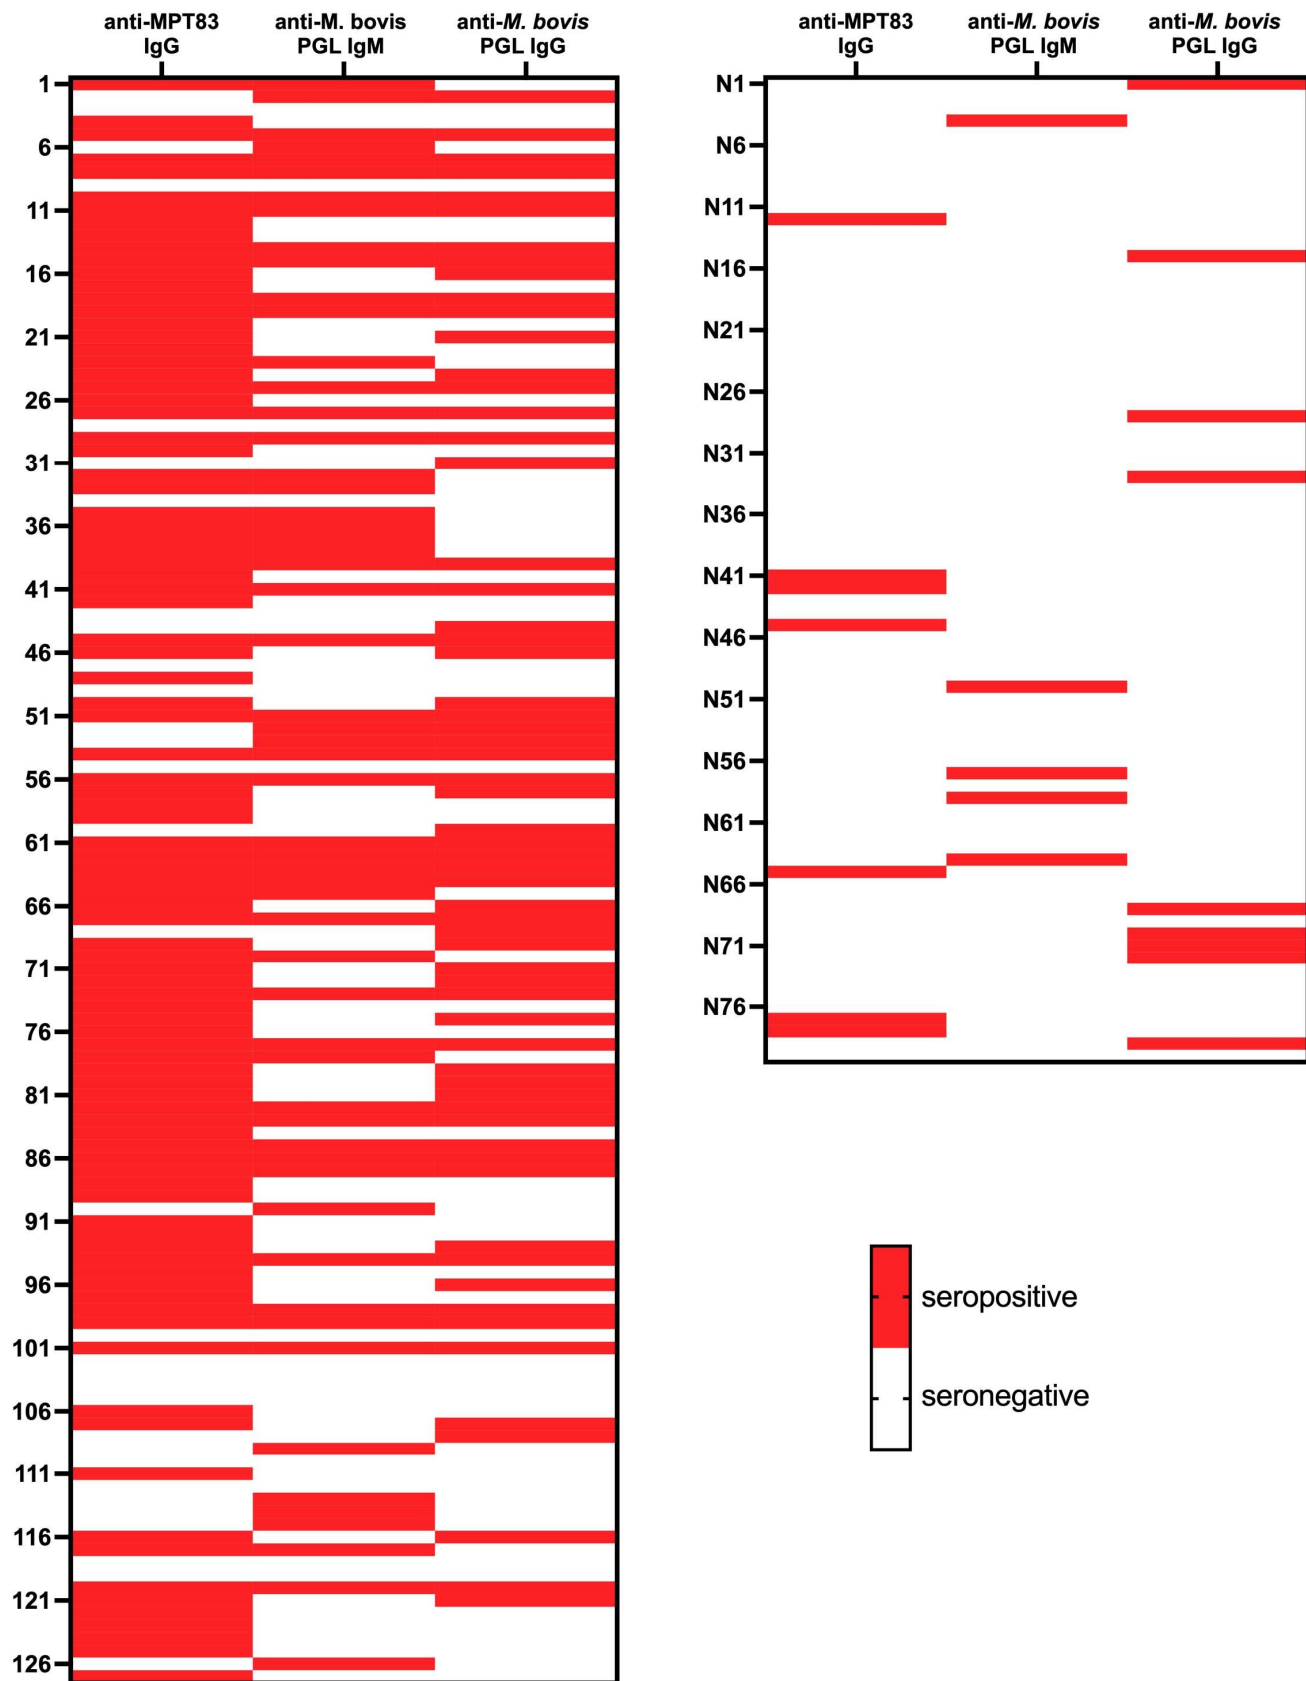 anti-MPT83 anti-M. bovis anti-M. bovis
IgG PGL IgM PGL IgG
1
6
11
16
21
26
31
36
41
46
51
56
61
66
71
76
81
86
91
96
101
106
111
116
121
126
anti-MPT83 anti-M. bovis anti-M. bovis
IgG PGL IgM PGL IgG
N1
N6
N11
N16
N21
N26
N31
N36
N41
N46
N51
N56
N61
N66
N71
N76
seropositive
seronegative